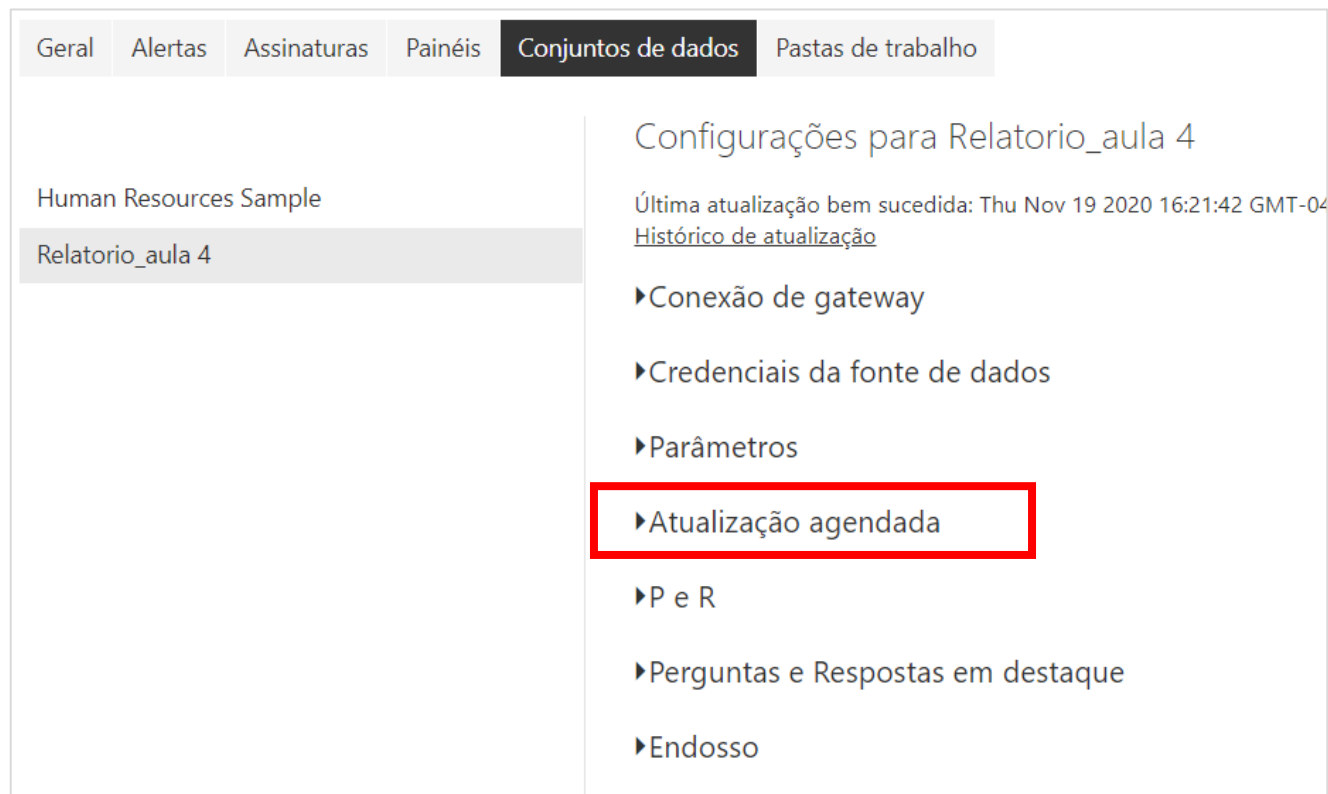 Geral Alertas Assinaturas Painéis Conjuntos de dados Pastas de trabalho
Human Resources Sample
Relatorio_aula 4
Configurações para Relatorio_aula 4
Última atualização bem sucedida: Thu Nov 19 2020 16:21:42 GMT-04
Histórico de atualização
Conexão de gateway
Credenciais da fonte de dados
Parâmetros
Atualização agendada
P e R
Perguntas e Respostas em destaque
Endosso